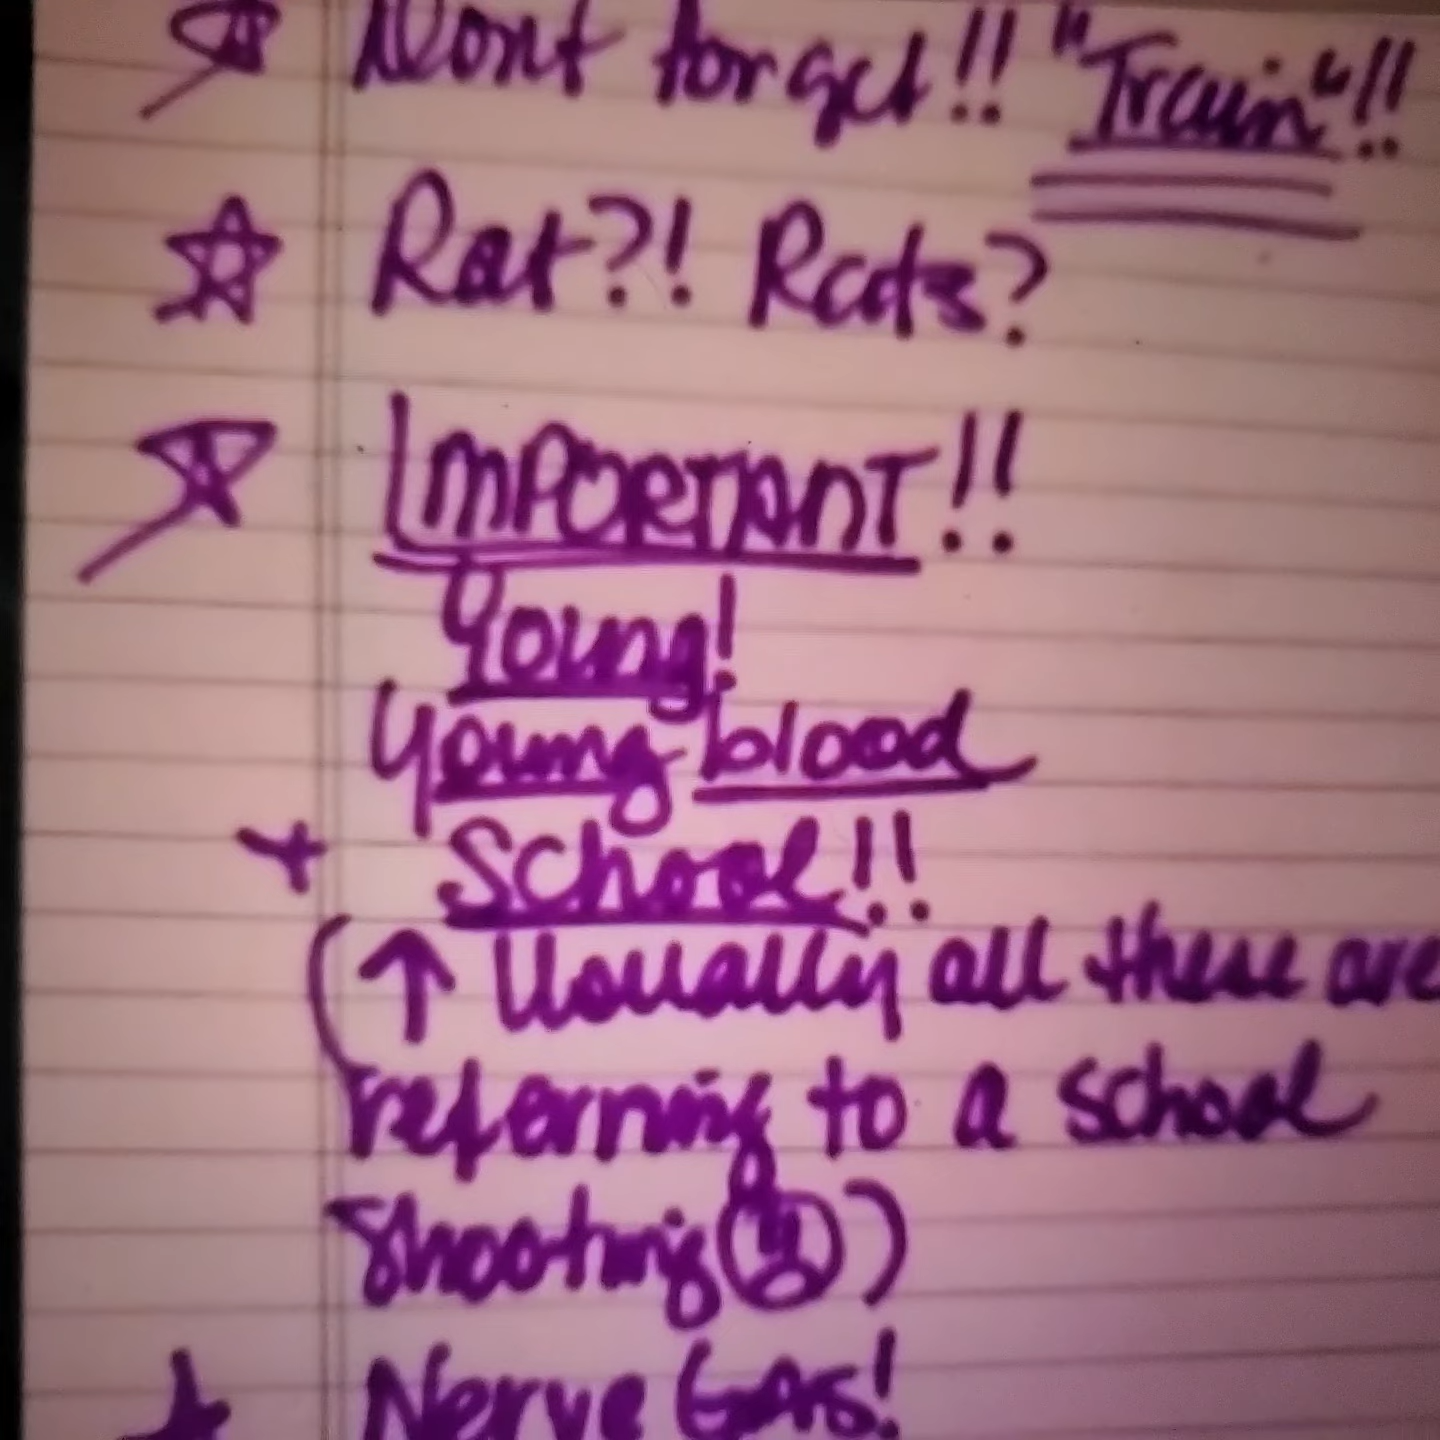 Dont forget!! "Train"!!
Rat?! Rats?
IMPORTANT!!
Young!
Young blood
+ School!!
(↑ Usually all these are
referring to a school
shooting ☹)
Nerve Gas!